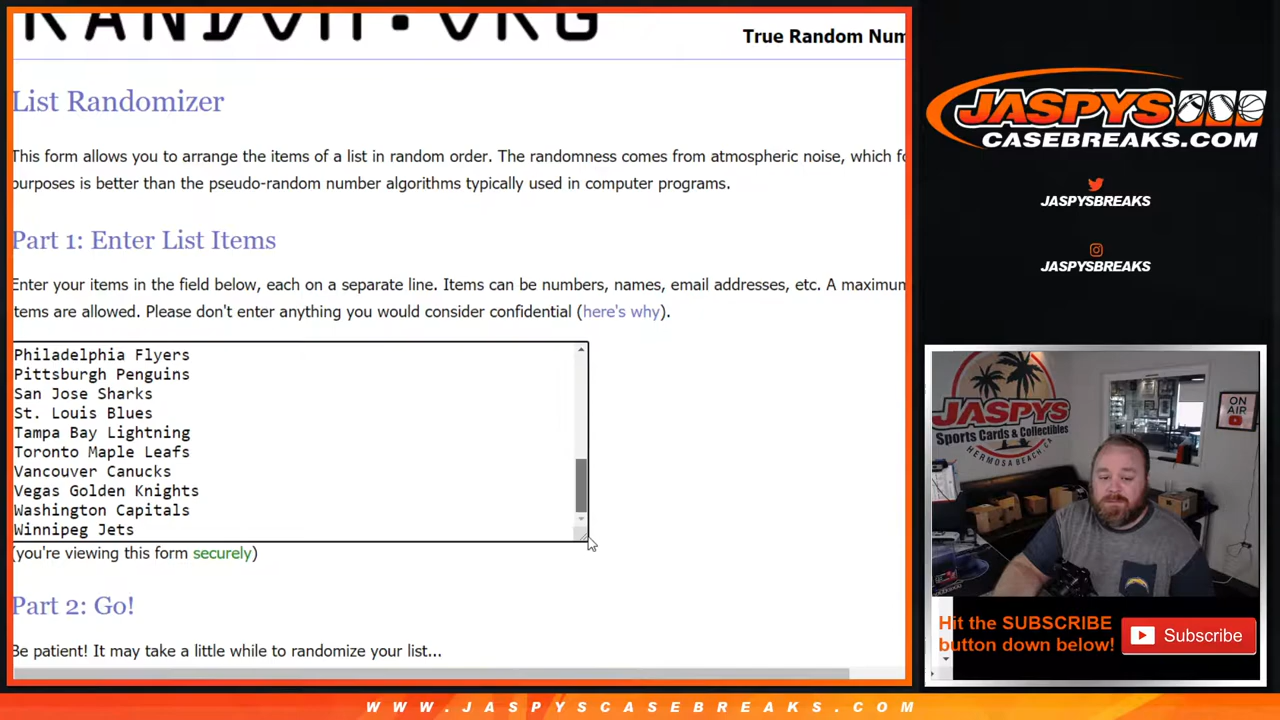 RANDOM.ORG
True Random Num
List Randomizer
This form allows you to arrange the items of a list in random order. The randomness comes from atmospheric noise, which fo
purposes is better than the pseudo-random number algorithms typically used in computer programs.
Part 1: Enter List Items
Enter your items in the field below, each on a separate line. Items can be numbers, names, email addresses, etc. A maximum
items are allowed. Please don't enter anything you would consider confidential (here's why).
Philadelphia Flyers
Pittsburgh Penguins
San Jose Sharks
St. Louis Blues
Tampa Bay Lightning
Toronto Maple Leafs
Vancouver Canucks
Vegas Golden Knights
Washington Capitals
Winnipeg Jets
(you're viewing this form securely)
Part 2: Go!
Be patient! It may take a little while to randomize your list...
JASPYS
CASEBREAKS.COM
JASPYSBREAKS
JASPYSBREAKS
JASPYS
Sports Cards & Collectibles
HERMOSA BEACH, CA
ON
AIR
Hit the SUBSCRIBE
button down below!
Subscribe
WWW.JASPYSCASEBREAKS.COM